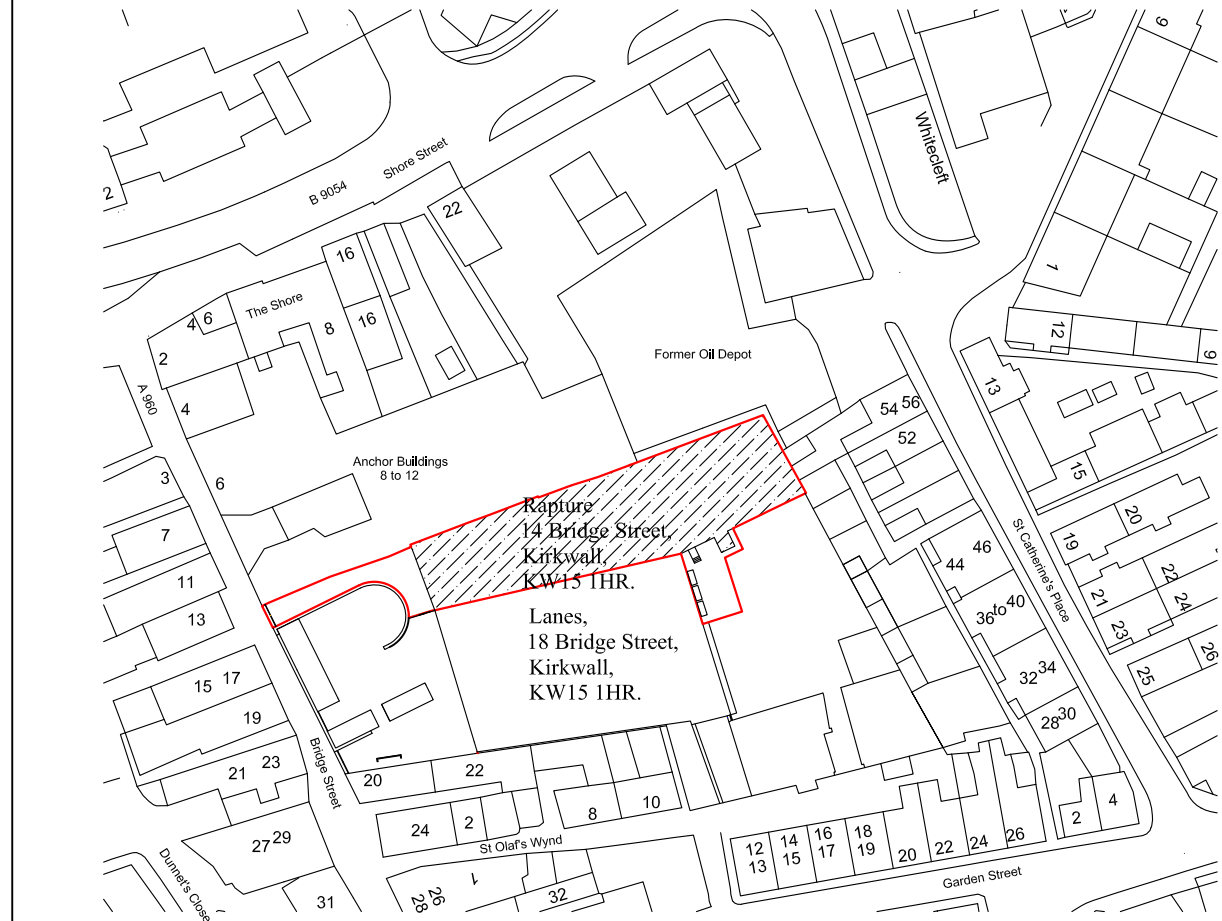 9
Whitecleft
Shore Street
B 9054
2
22
16
The Shore
4 6
8
16
2
4
1
12
9
13
Former Oil Depot
A 960
54 56
52
Anchor Buildings
8 to 12
3
6
7
15
20
19
Rapture
14 Bridge Street,
Kirkwall,
KW15 1HR.
St Catherine's Place
46
44
22
11
24
21
36 to 40
13
23
Lanes,
18 Bridge Street,
Kirkwall,
KW15 1HR.
26
25
34
32
15 17
19
28 30
Bridge Street
23
21
20
22
4
2
8
10
24
2
27 29
St Olaf's Wynd
12
13
14
15
16
17
18
19
20
22
24
26
Garden Street
Dunnet's Close
1
26
28
32
31